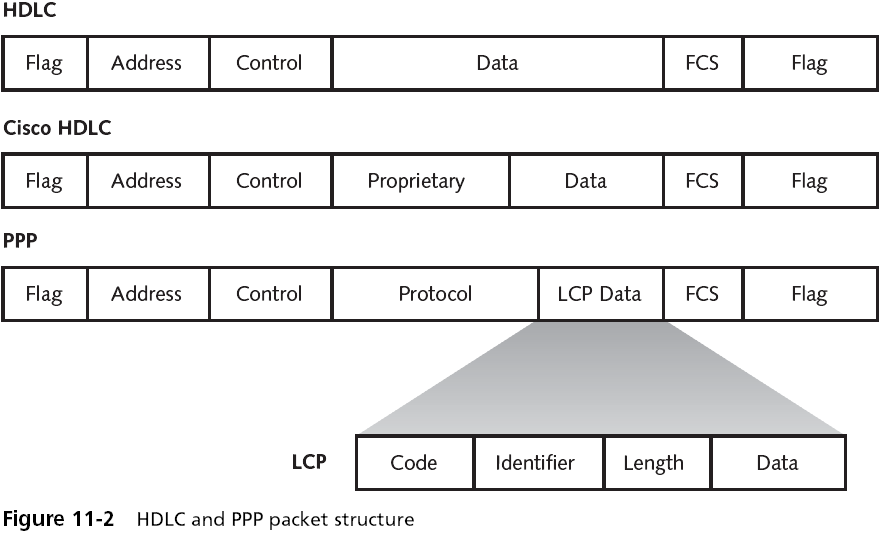 HDLC
Flag Address Control Data FCS Flag
Cisco HDLC
Flag Address Control Proprietary Data FCS Flag
PPP
Flag Address Control Protocol LCP Data FCS Flag
LCP Code Identifier Length Data
Figure 11-2 HDLC and PPP packet structure